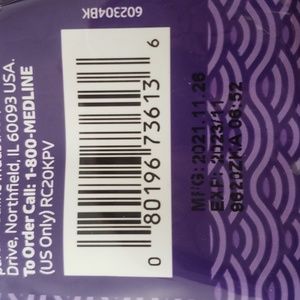 602304BK
Drive, Northfield, IL 60093 USA.
To Order Call: 1-800-MEDLINE
(US Only) RC20KPV
0 80196 73613 6
MFG: 2021.11.26
EXP: 2023/11